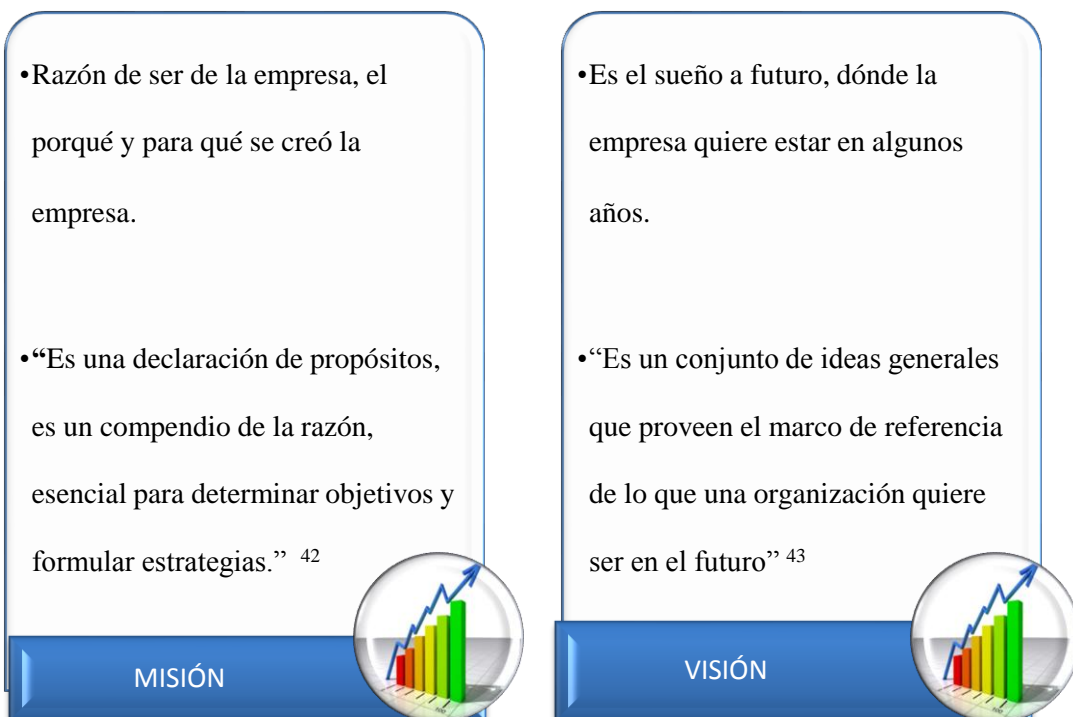 •Razón de ser de la empresa, el
porqué y para qué se creó la
empresa.
•“Es una declaración de propósitos,
es un compendio de la razón,
esencial para determinar objetivos y
formular estrategias.” 42
MISIÓN
•Es el sueño a futuro, dónde la
empresa quiere estar en algunos
años.
•“Es un conjunto de ideas generales
que proveen el marco de referencia
de lo que una organización quiere
ser en el futuro” 43
VISIÓN